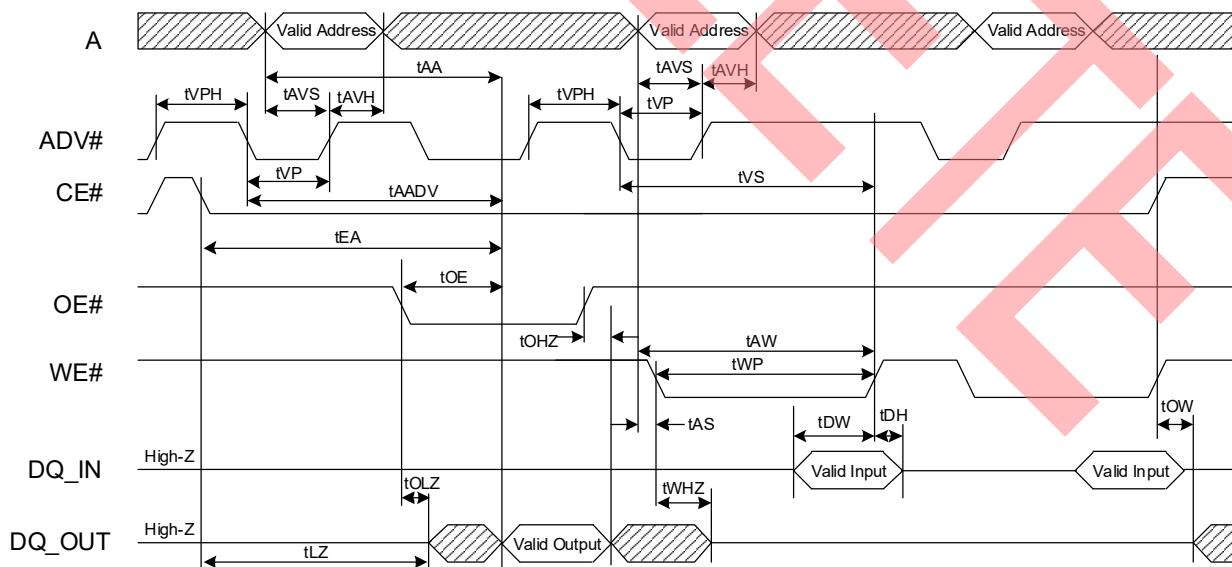 A
Valid Address
Valid Address
Valid Address
tAA
tAVS
tAVH
tVPH
tAVS
tAVH
tVPH
tVP
ADV#
tVP
tVS
CE#
tAADV
tEA
tOE
OE#
tOHZ
tAW
tWP
WE#
tAS
tDW
tDH
tOW
DQ_IN
High-Z
Valid Input
Valid Input
tOLZ
tWHZ
DQ_OUT
High-Z
Valid Output
tLZ